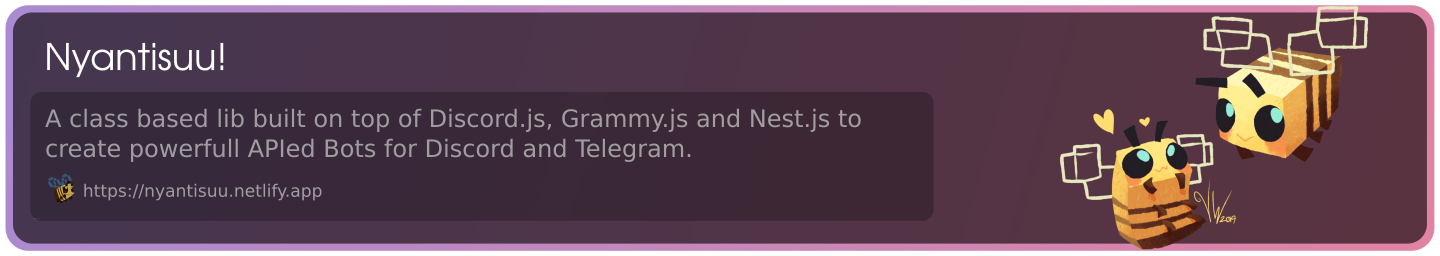 Nyantisuu!
A class based lib built on top of Discord.js, Grammy.js and Nest.js to
create powerfull APIed Bots for Discord and Telegram.
https://nyantisuu.netlify.app
VW 2019